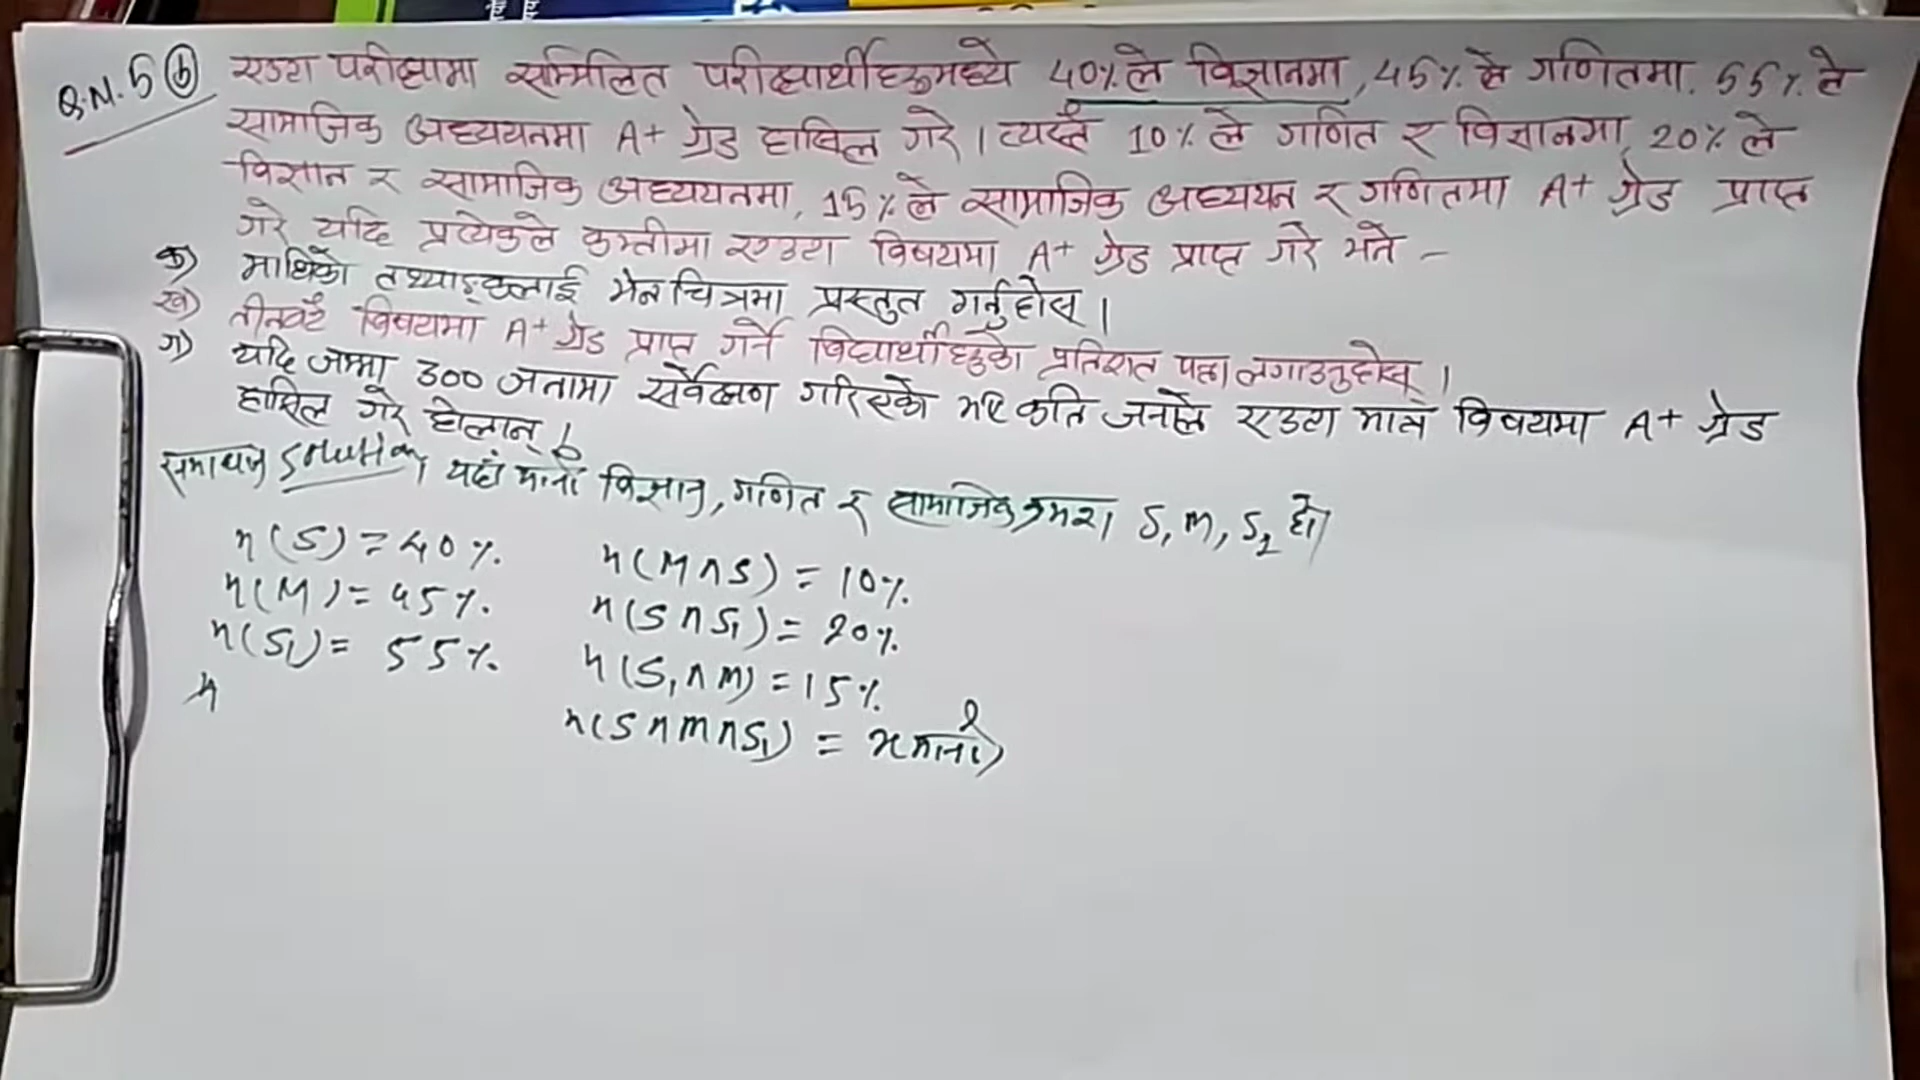 Q.N. 5 (b) एउटा परीक्षामा सम्मिलित परीक्षार्थीहरूमध्ये 40% ले विज्ञानमा, 45% ले गणितमा, 55% ले
सामाजिक अध्ययनमा A+ ग्रेड हासिल गरे। त्यस्तै 10% ले गणित र विज्ञानमा, 20% ले
विज्ञान र सामाजिक अध्ययनमा, 15% ले सामाजिक अध्ययन र गणितमा A+ ग्रेड प्राप्त
गरे यदि प्रत्येकले कम्तीमा एउटा विषयमा A+ ग्रेड प्राप्त गरे भने –
क) माथिको तथ्याङ्कलाई भेनचित्रमा प्रस्तुत गर्नुहोस्।
ख) तीनवटै विषयमा A+ ग्रेड प्राप्त गर्ने विद्यार्थीहरूको प्रतिशत पत्ता लगाउनुहोस्।
ग) यदि जम्मा 300 जनामा सर्वेक्षण गरिएको भए कति जनाले एउटा मात्र विषयमा A+ ग्रेड
हासिल गरे होलान्।
समाधान Solution, यहाँ मानौं विज्ञान, गणित र सामाजिक क्रमशः S, M, S1 हो
n(S) = 40% n(M∩S) = 10%
n(M) = 45% n(S∩S1) = 20%
n(S1) = 55% n(S1∩M) = 15%
n n(S∩M∩S1) = x मानौं